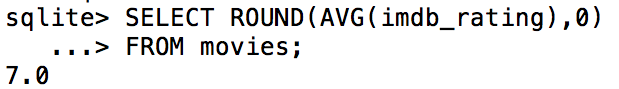 sqlite> SELECT ROUND(AVG(imdb_rating),0)
...> FROM movies;
7.0